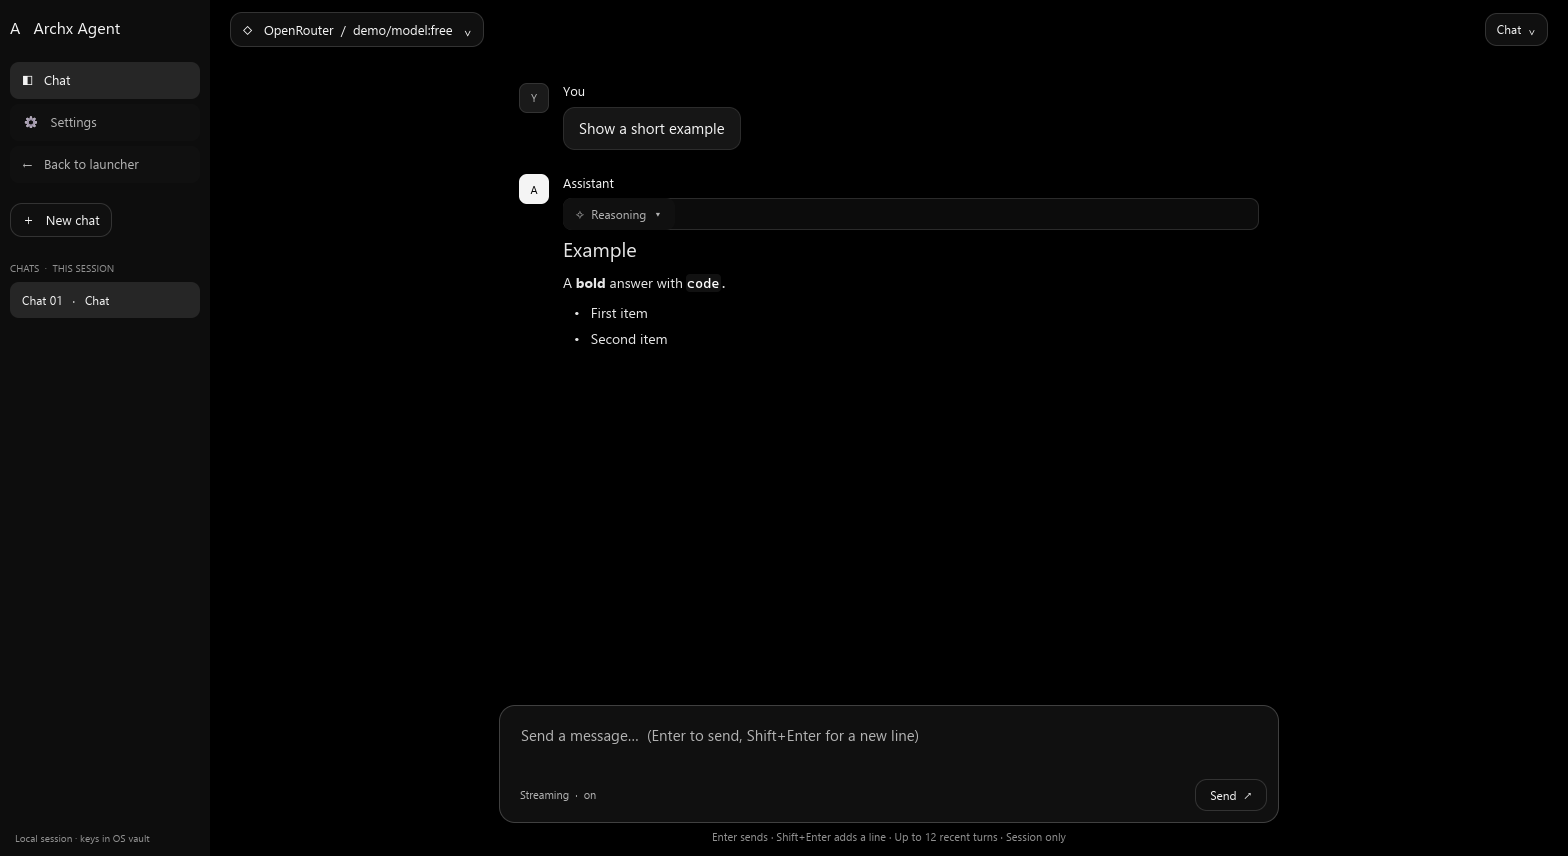 A Archx Agent
Chat
Settings
← Back to launcher
+ New chat
CHATS · THIS SESSION
Chat 01 · Chat
Local session · keys in OS vault
◇ OpenRouter / demo/model:free v
Chat v
Y
You
Show a short example
A
Assistant
✧ Reasoning ▾
Example
A bold answer with code.
• First item
• Second item
Send a message... (Enter to send, Shift+Enter for a new line)
Streaming · on
Send ↗
Enter sends · Shift+Enter adds a line · Up to 12 recent turns · Session only